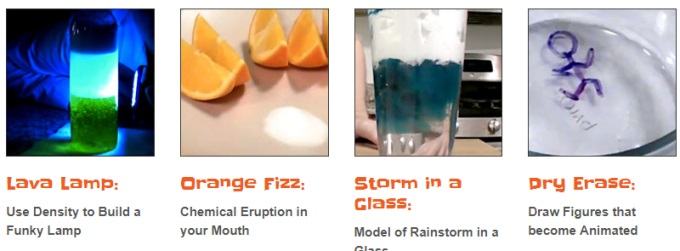 Lava Lamp:
Use Density to Build a
Funky Lamp
Orange Fizz:
Chemical Eruption in
your Mouth
Storm in a
Glass:
Model of Rainstorm in a
Glass
Dry Erase:
Draw Figures that
become Animated